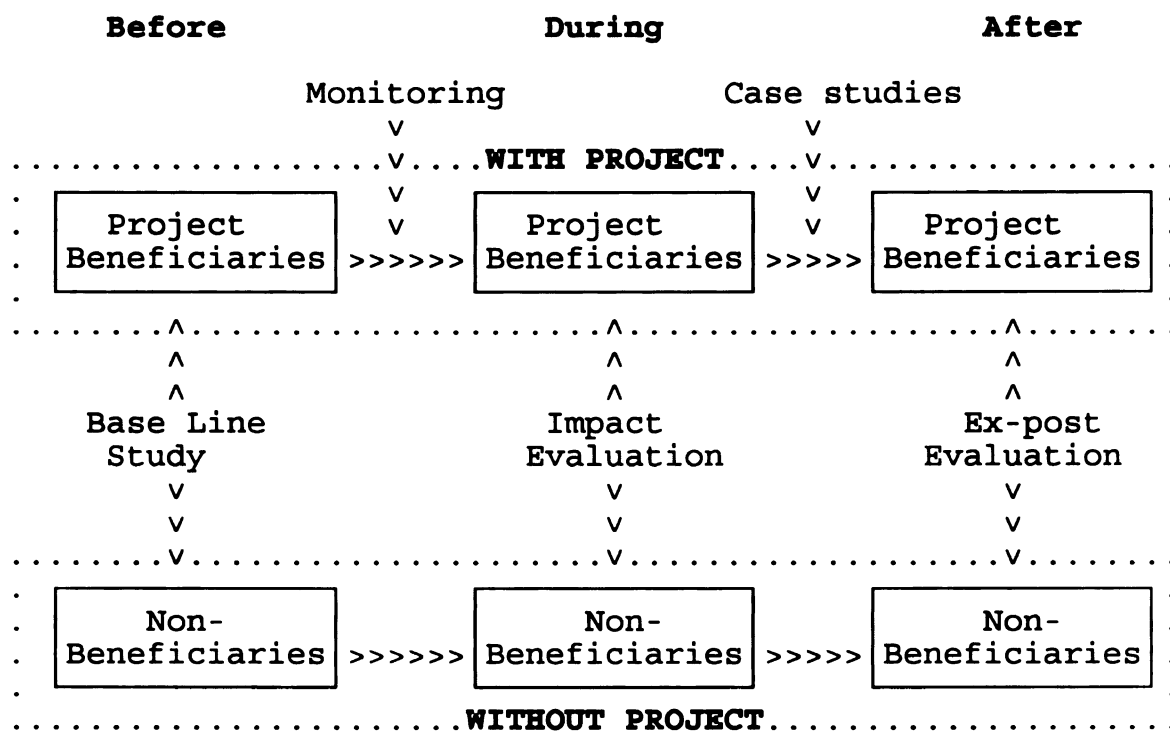 Before During After
Monitoring Case studies
v v
. . . . . . . . . . . . . . . . . . . . . . . v. . . . .WITH PROJECT. . . .v. . . . . . . . . . . . . . . . . . . . .
. v v .
. Project v Project v Project .
. Beneficiaries >>>>>> Beneficiaries >>>>> Beneficiaries .
. .
. . . . . . . . .^. . . . . . . . . . . . . . . . . . . . . . . . . .^. . . . . . . . . . . . . . . . . . . . . . . .^. . . . . . . .
^ ^ ^
^ ^ ^
Base Line Impact Ex-post
Study Evaluation Evaluation
v v v
v v v
. . . . . . . . .v. . . . . . . . . . . . . . . . . . . . . . . . . .v. . . . . . . . . . . . . . . . . . . . . . . .v. . . . . . . .
. .
. Non- Non- Non- .
. Beneficiaries >>>>>> Beneficiaries >>>>> Beneficiaries .
. .
. . . . . . . . . . . . . . . . . . . . . . . . . . .WITHOUT PROJECT. . . . . . . . . . . . . . . . . . . . . . . .